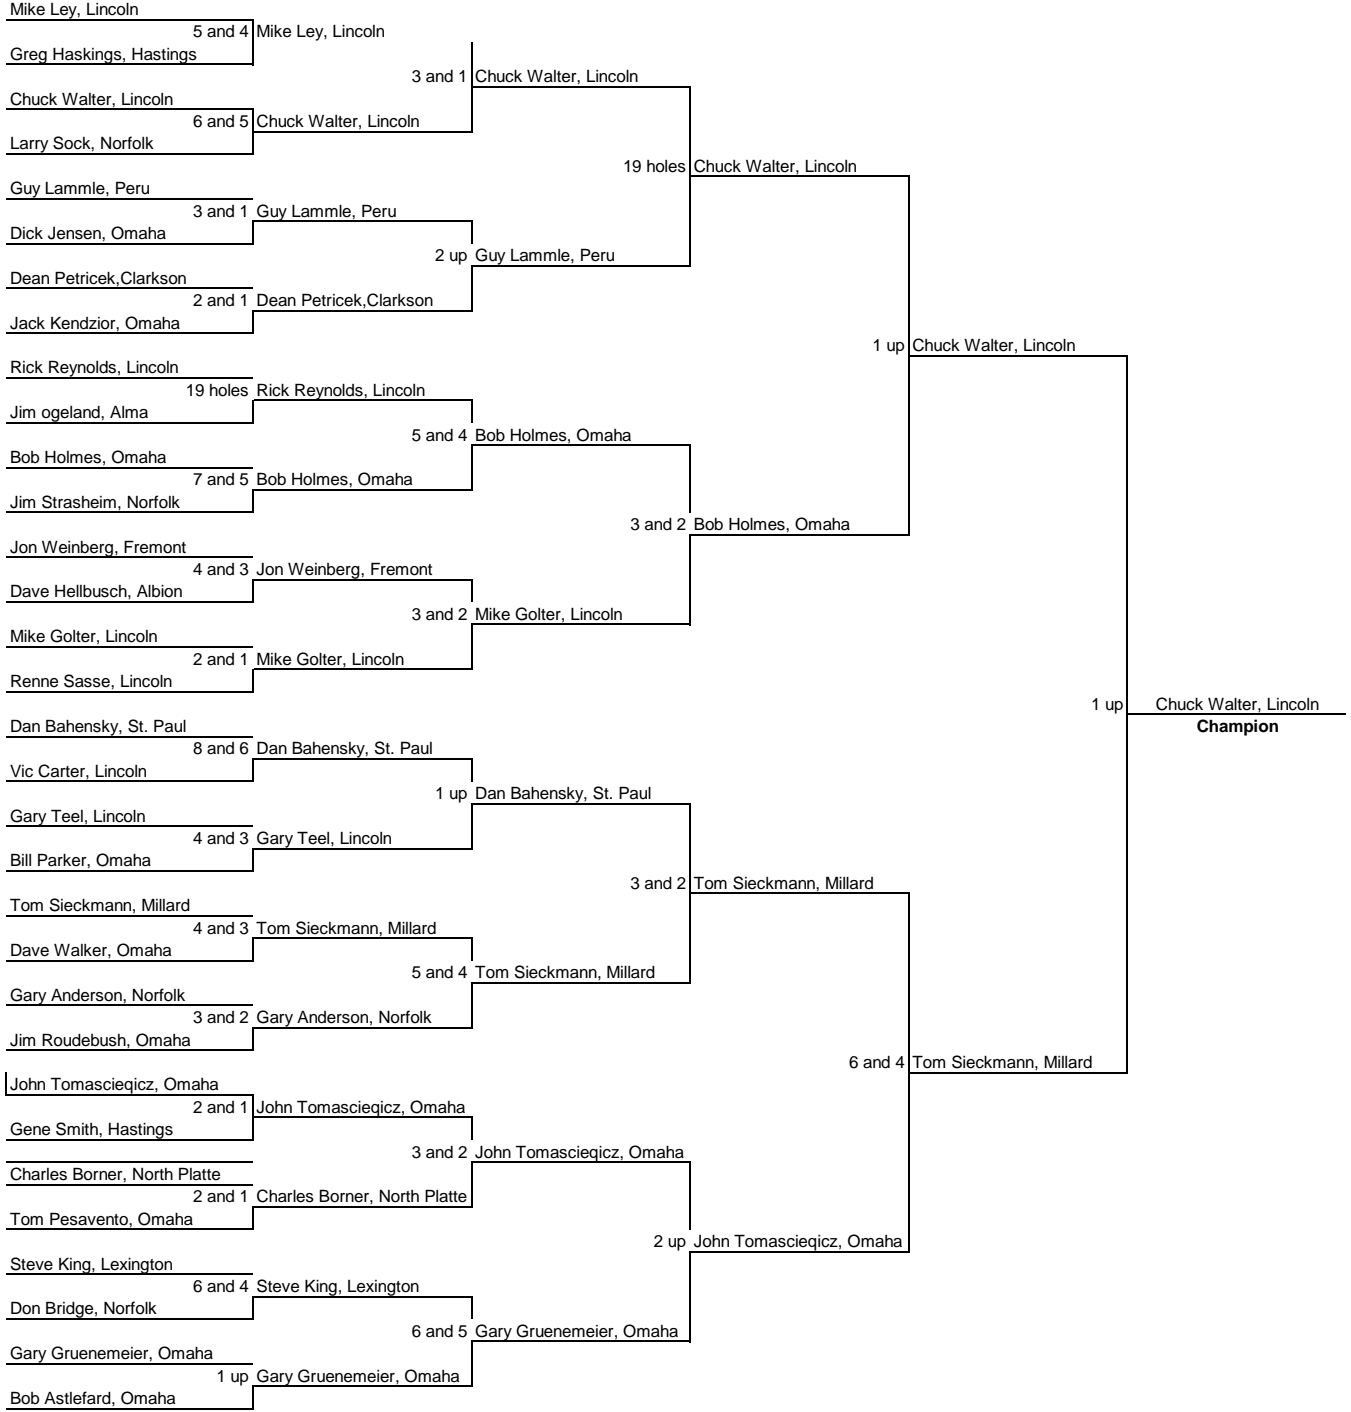 Mike Ley, Lincoln
5 and 4 Mike Ley, Lincoln
Greg Haskings, Hastings
3 and 1 Chuck Walter, Lincoln
Chuck Walter, Lincoln
6 and 5 Chuck Walter, Lincoln
Larry Sock, Norfolk
19 holes Chuck Walter, Lincoln
Guy Lammle, Peru
3 and 1 Guy Lammle, Peru
Dick Jensen, Omaha
2 up Guy Lammle, Peru
Dean Petricek,Clarkson
2 and 1 Dean Petricek,Clarkson
Jack Kendzior, Omaha
1 up Chuck Walter, Lincoln
Rick Reynolds, Lincoln
19 holes Rick Reynolds, Lincoln
Jim ogeland, Alma
5 and 4 Bob Holmes, Omaha
Bob Holmes, Omaha
7 and 5 Bob Holmes, Omaha
Jim Strasheim, Norfolk
3 and 2 Bob Holmes, Omaha
Jon Weinberg, Fremont
4 and 3 Jon Weinberg, Fremont
Dave Hellbusch, Albion
3 and 2 Mike Golter, Lincoln
Mike Golter, Lincoln
2 and 1 Mike Golter, Lincoln
Renne Sasse, Lincoln
1 up Chuck Walter, Lincoln
Champion
Dan Bahensky, St. Paul
8 and 6 Dan Bahensky, St. Paul
Vic Carter, Lincoln
1 up Dan Bahensky, St. Paul
Gary Teel, Lincoln
4 and 3 Gary Teel, Lincoln
Bill Parker, Omaha
3 and 2 Tom Sieckmann, Millard
Tom Sieckmann, Millard
4 and 3 Tom Sieckmann, Millard
Dave Walker, Omaha
5 and 4 Tom Sieckmann, Millard
Gary Anderson, Norfolk
3 and 2 Gary Anderson, Norfolk
Jim Roudebush, Omaha
6 and 4 Tom Sieckmann, Millard
John Tomascieqicz, Omaha
2 and 1 John Tomascieqicz, Omaha
Gene Smith, Hastings
3 and 2 John Tomascieqicz, Omaha
Charles Borner, North Platte
2 and 1 Charles Borner, North Platte
Tom Pesavento, Omaha
2 up John Tomascieqicz, Omaha
Steve King, Lexington
6 and 4 Steve King, Lexington
Don Bridge, Norfolk
6 and 5 Gary Gruenemeier, Omaha
Gary Gruenemeier, Omaha
1 up Gary Gruenemeier, Omaha
Bob Astlefard, Omaha